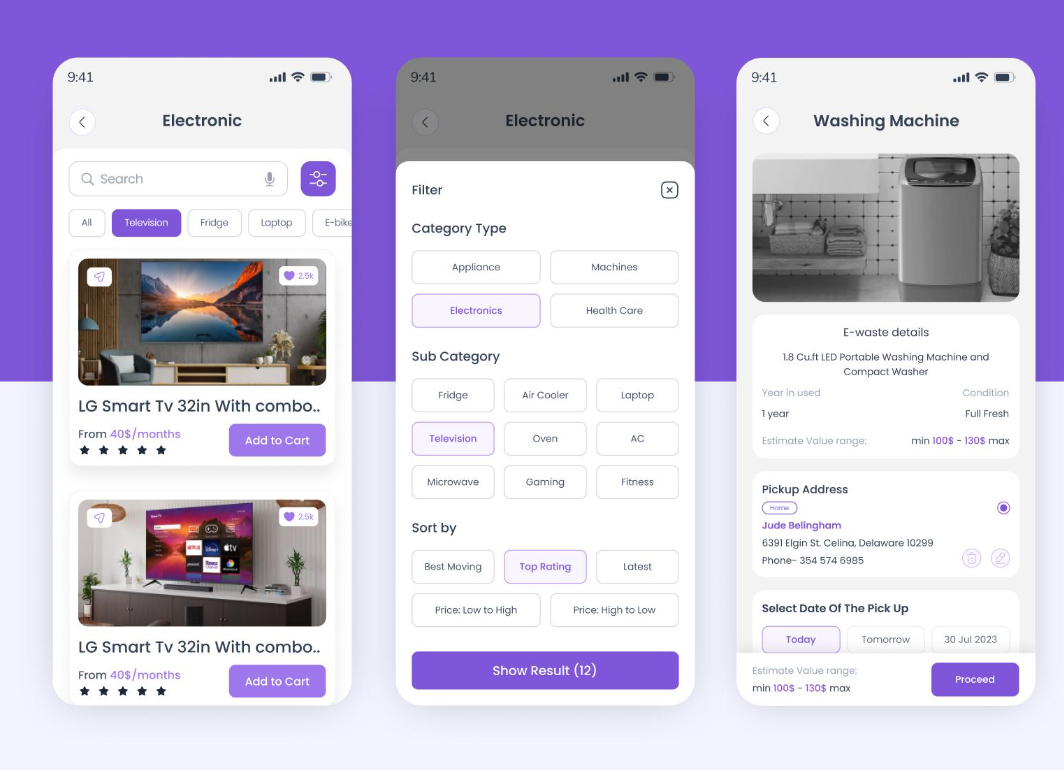 9:41
Electronic
Search
All Television Fridge Laptop E-bike
2.5k
LG Smart Tv 32in With combo..
From 40$/months
Add to Cart
2.5k
LG Smart Tv 32in With combo..
From 40$/months
Add to Cart
9:41
Electronic
Filter
Category Type
Appliance Machines
Electronics Health Care
Sub Category
Fridge Air Cooler Laptop
Television Oven AC
Microwave Gaming Fitness
Sort by
Best Moving Top Rating Latest
Price: Low to High Price: High to Low
Show Result (12)
9:41
Washing Machine
E-waste details
1.8 Cu.ft LED Portable Washing Machine and
Compact Washer
Year in used Condition
1 year Full Fresh
Estimate Value range: min 100$ - 130$ max
Pickup Address
Home
Jude Belingham
6391 Elgin St. Celina, Delaware 10299
Phone- 354 574 6985
Select Date Of The Pick Up
Today Tomorrow 30 Jul 2023
Estimate Value range:
min 100$ - 130$ max
Proceed